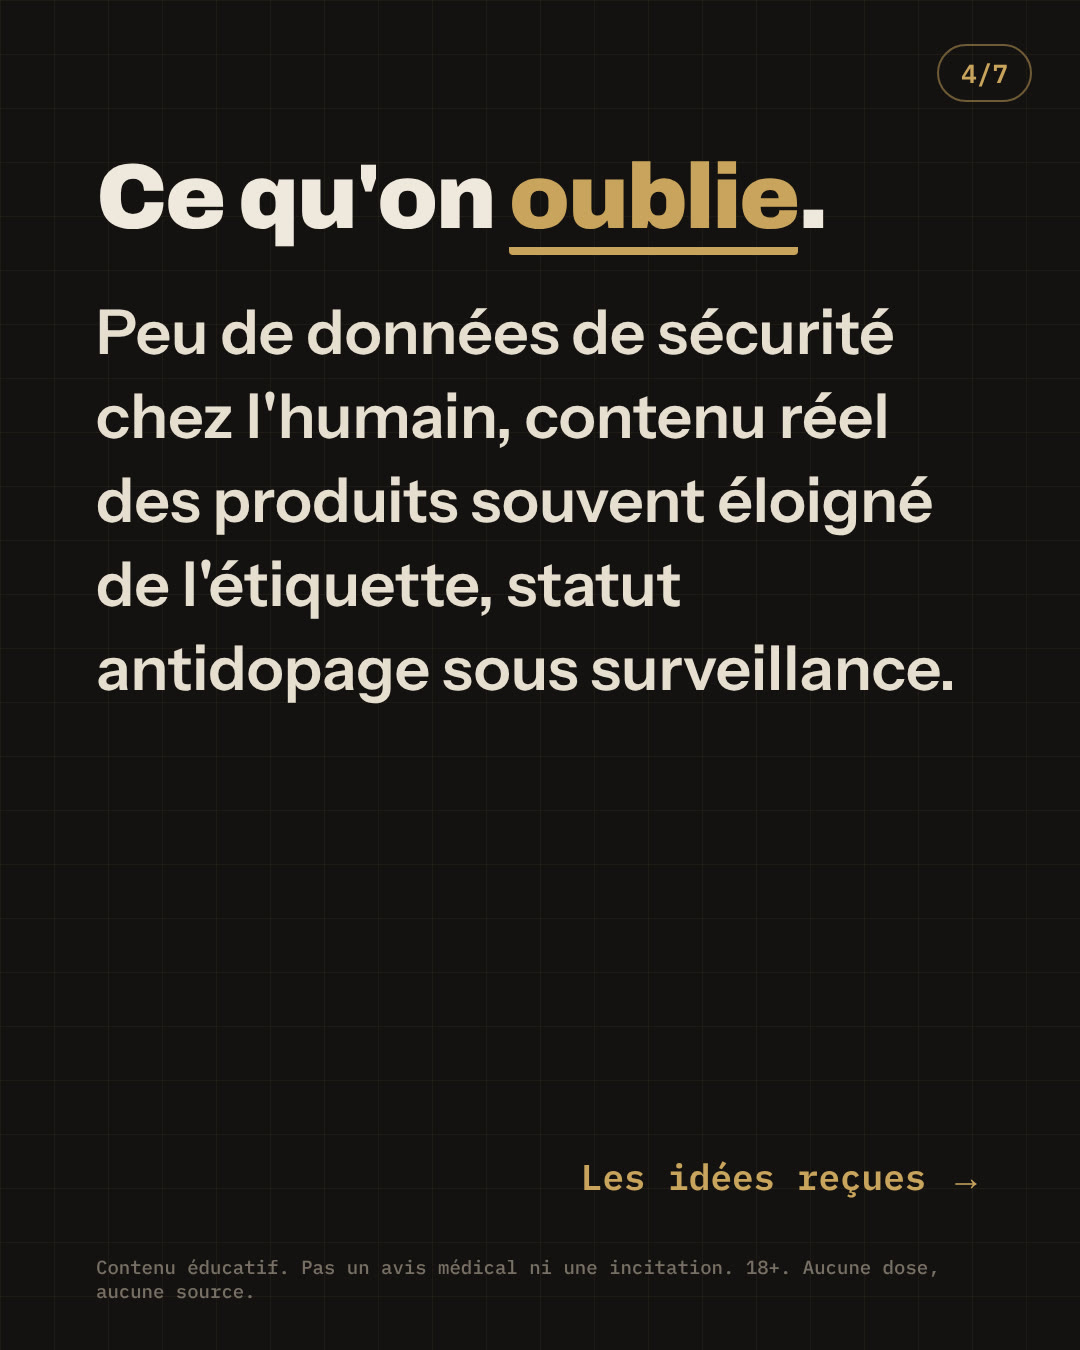 4/7
Ce qu'on oublie.
Peu de données de sécurité
chez l'humain, contenu réel
des produits souvent éloigné
de l'étiquette, statut
antidopage sous surveillance.
Les idées reçues →
Contenu éducatif. Pas un avis médical ni une incitation. 18+. Aucune dose,
aucune source.